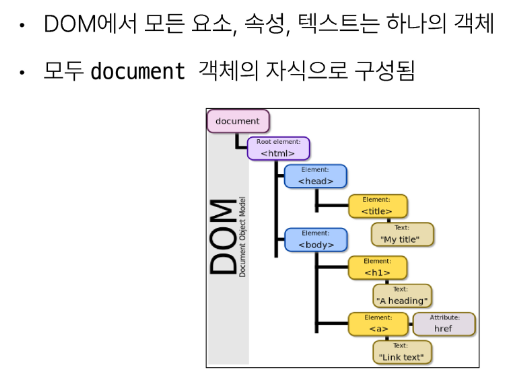 • DOM에서 모든 요소, 속성, 텍스트는 하나의 객체
• 모두 document 객체의 자식으로 구성됨
document
Root element:
<html>
Element:
<head>
Element:
<title>
Text:
"My title"
Element:
<body>
Element:
<h1>
Text:
"A heading"
Element:
<a>
Attribute:
href
Text:
"Link text"
DOM
Document Object Model